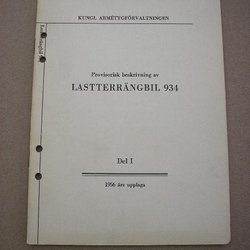 KUNGL ARMÉTYGFÖRVALTNINGEN
Provisorisk beskrivning av
LASTTERRÄNGBIL 934
Del I
1956 års upplaga